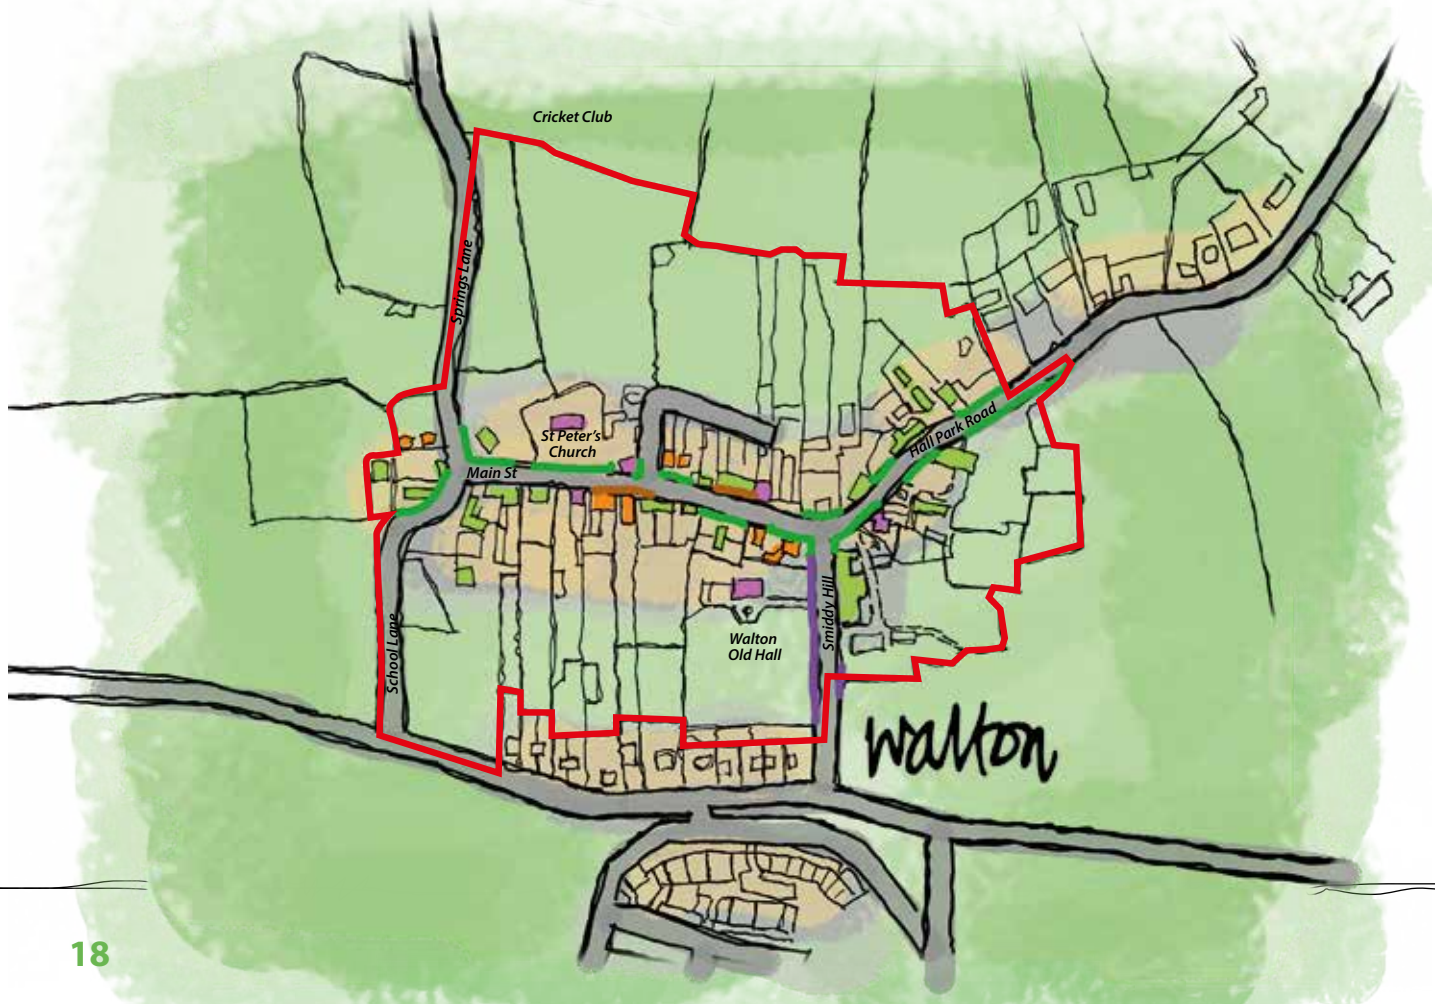 Cricket Club
Springs Lane
St Peter's
Church
Main St
Hall Park Road
School Lane
Walton
Old Hall
Smiddy Hill
walton
18